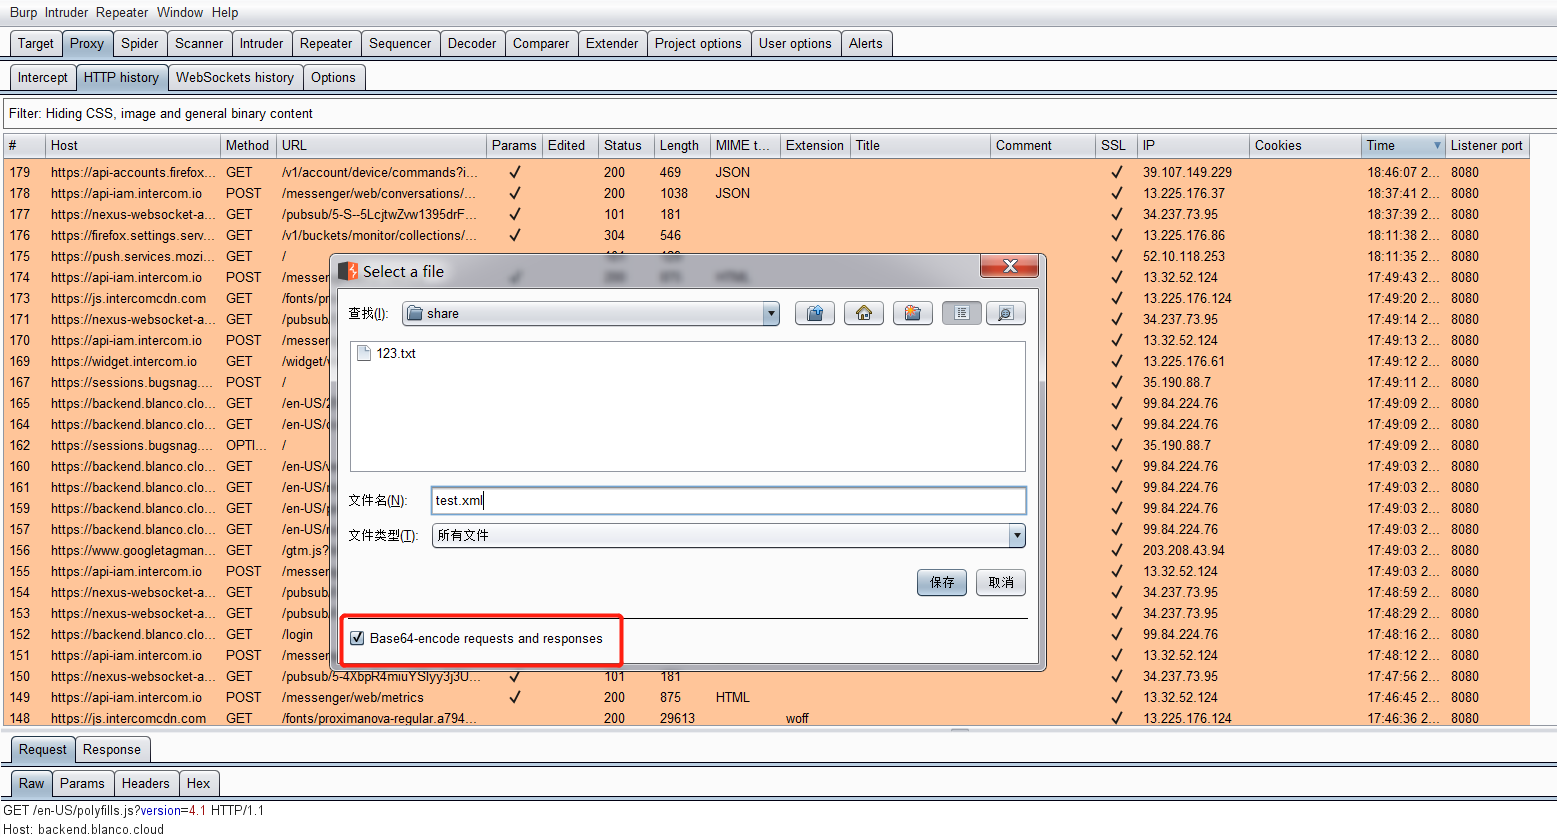 Burp Intruder Repeater Window Help
Target Proxy Spider Scanner Intruder Repeater Sequencer Decoder Comparer Extender Project options User options Alerts
Intercept HTTP history WebSockets history Options
Filter: Hiding CSS, image and general binary content
# Host Method URL Params Edited Status Length MIME t... Extension Title Comment SSL IP Cookies Time Listener port
179 https://api-accounts.firefox... GET /v1/account/device/commands?i... 200 469 JSON 39.107.149.229 18:46:07 2... 8080
178 https://api-iam.intercom.io POST /messenger/web/conversations/... 200 1038 JSON 13.225.176.37 18:37:41 2... 8080
177 https://nexus-websocket-a... GET /pubsub/5-S--5LcjtwZvw1395drF... 101 181 34.237.73.95 18:37:39 2... 8080
176 https://firefox.settings.serv... GET /v1/buckets/monitor/collections/... 304 546 13.225.176.86 18:11:38 2... 8080
175 https://push.services.mozi... GET / 52.10.118.253 18:11:35 2... 8080
174 https://api-iam.intercom.io POST /messen 13.32.52.124 17:49:43 2... 8080
173 https://js.intercomcdn.com GET /fonts/pr 13.225.176.124 17:49:20 2... 8080
171 https://nexus-websocket-a... GET /pubsub/ 34.237.73.95 17:49:14 2... 8080
170 https://api-iam.intercom.io POST /messen 13.32.52.124 17:49:13 2... 8080
169 https://widget.intercom.io GET /widget/ 13.225.176.61 17:49:12 2... 8080
167 https://sessions.bugsnag.... POST / 35.190.88.7 17:49:11 2... 8080
165 https://backend.blanco.clo... GET /en-US/2 99.84.224.76 17:49:09 2... 8080
164 https://backend.blanco.clo... GET /en-US/ 99.84.224.76 17:49:09 2... 8080
162 https://sessions.bugsnag.... OPTI... / 35.190.88.7 17:49:09 2... 8080
160 https://backend.blanco.clo... GET /en-US/ 99.84.224.76 17:49:03 2... 8080
161 https://backend.blanco.clo... GET /en-US/ 99.84.224.76 17:49:03 2... 8080
159 https://backend.blanco.clo... GET /en-US/ 99.84.224.76 17:49:03 2... 8080
157 https://backend.blanco.clo... GET /en-US/ 99.84.224.76 17:49:03 2... 8080
156 https://www.googletagman... GET /gtm.js? 203.208.43.94 17:49:03 2... 8080
155 https://api-iam.intercom.io POST /messen 13.32.52.124 17:49:03 2... 8080
154 https://nexus-websocket-a... GET /pubsub/ 34.237.73.95 17:48:59 2... 8080
153 https://nexus-websocket-a... GET /pubsub/ 34.237.73.95 17:48:29 2... 8080
152 https://backend.blanco.clo... GET /login 99.84.224.76 17:48:16 2... 8080
151 https://api-iam.intercom.io POST /messen 13.32.52.124 17:48:12 2... 8080
150 https://nexus-websocket-a... GET /pubsub/5-4XbpR4miuYSIyy3j3U... 101 181 34.237.73.95 17:47:56 2... 8080
149 https://api-iam.intercom.io POST /messenger/web/metrics 200 875 HTML 13.32.52.124 17:46:45 2... 8080
148 https://js.intercomcdn.com GET /fonts/proximanova-regular.a794... 200 29613 woff 13.225.176.124 17:46:36 2... 8080
Select a file
查找(I): share
123.txt
文件名(N): test.xml
文件类型(T): 所有文件
保存 取消
Base64-encode requests and responses
Request Response
Raw Params Headers Hex
GET /en-US/polyfills.js?version=4.1 HTTP/1.1
Host: backend.blanco.cloud